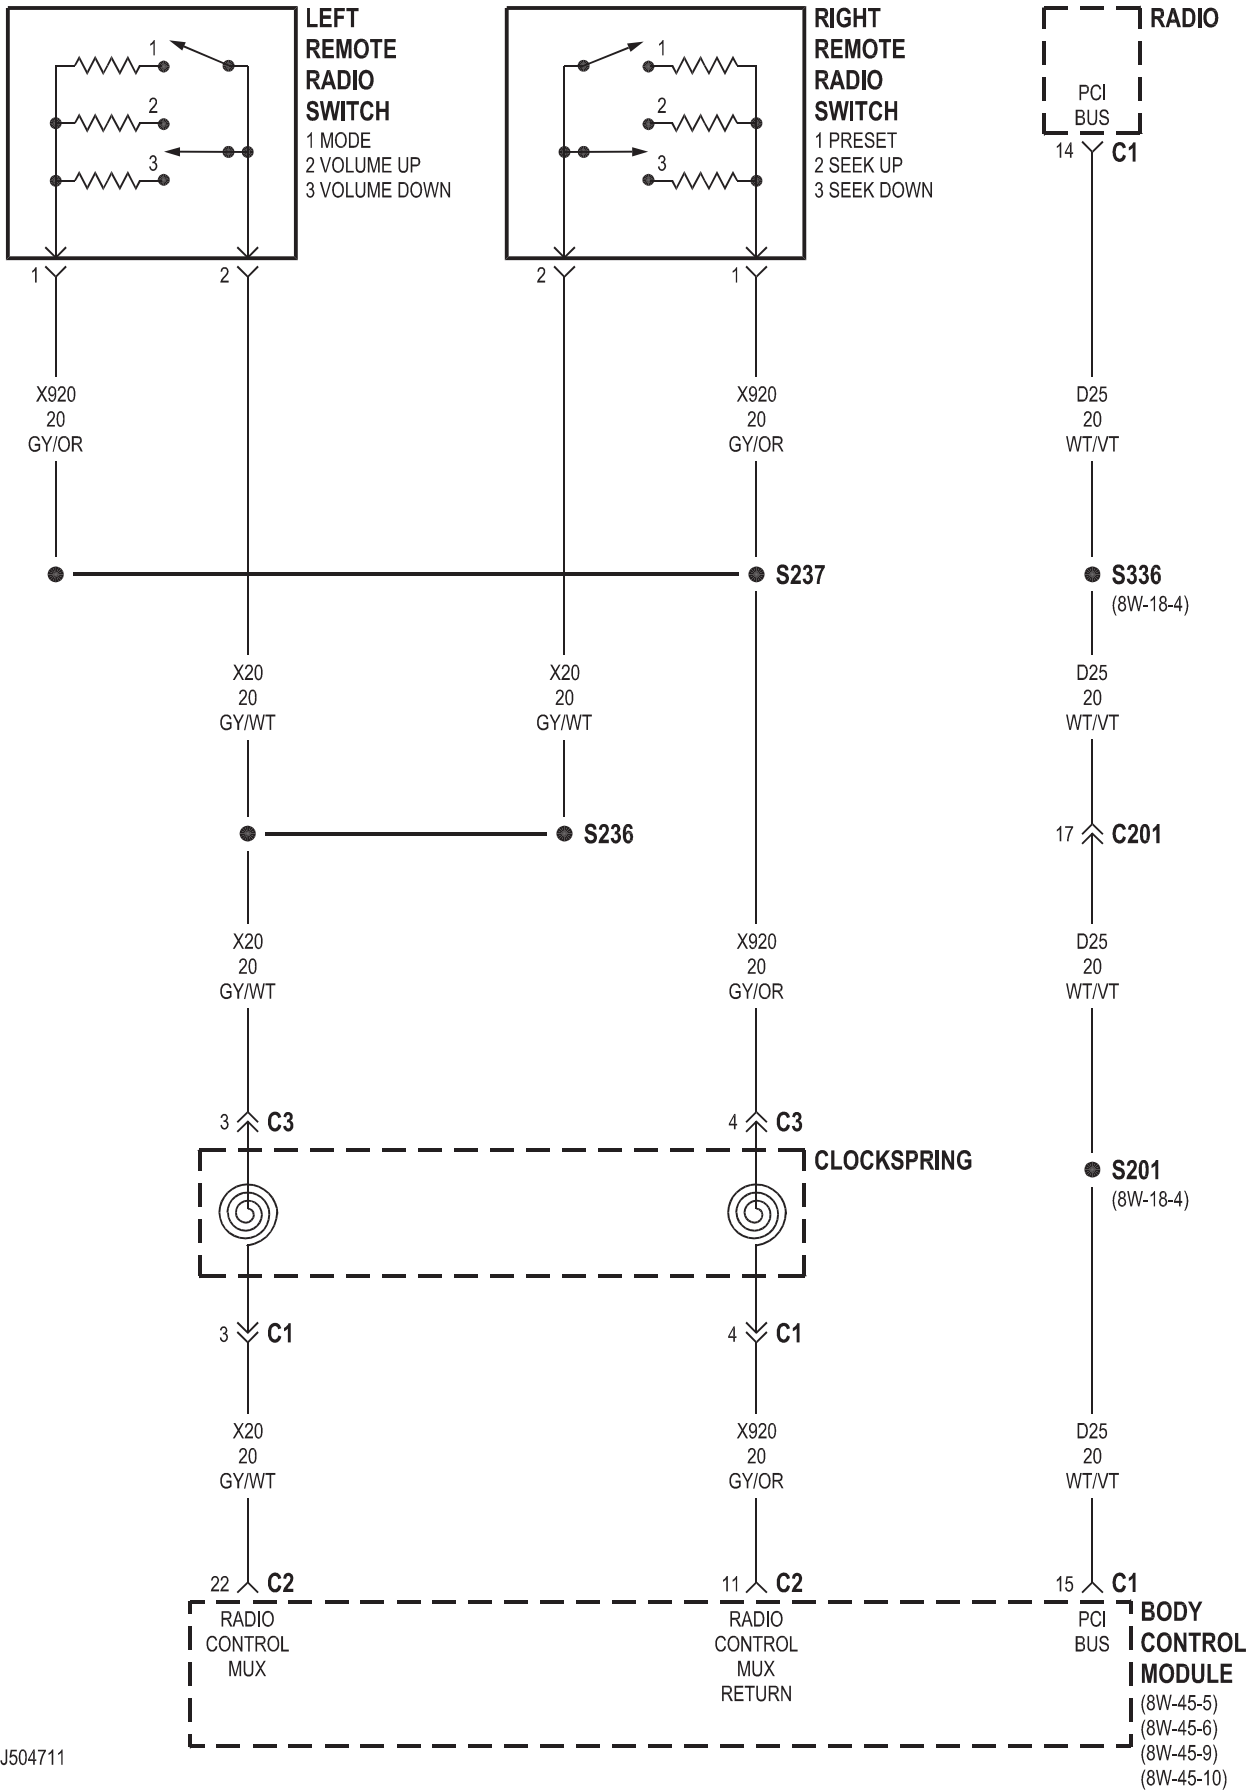 LEFT
REMOTE
RADIO
SWITCH
1 MODE
2 VOLUME UP
3 VOLUME DOWN
1
2
3
1
2
RIGHT
REMOTE
RADIO
SWITCH
1 PRESET
2 SEEK UP
3 SEEK DOWN
1
2
3
2
1
RADIO
PCI
BUS
14
C1
X920
20
GY/OR
X920
20
GY/OR
D25
20
WT/VT
S237
S336
(8W-18-4)
X20
20
GY/WT
X20
20
GY/WT
D25
20
WT/VT
S236
17
C201
X20
20
GY/WT
X920
20
GY/OR
D25
20
WT/VT
3
C3
4
C3
CLOCKSPRING
S201
(8W-18-4)
3
C1
4
C1
X20
20
GY/WT
X920
20
GY/OR
D25
20
WT/VT
22
C2
11
C2
15
C1
RADIO
CONTROL
MUX
RADIO
CONTROL
MUX
RETURN
PCI
BUS
BODY
CONTROL
MODULE
(8W-45-5)
(8W-45-6)
(8W-45-9)
(8W-45-10)
J504711